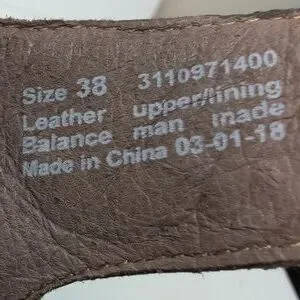 Size 38 3110971400
Leather upper/lining
Balance man made
Made in China 03-01-18